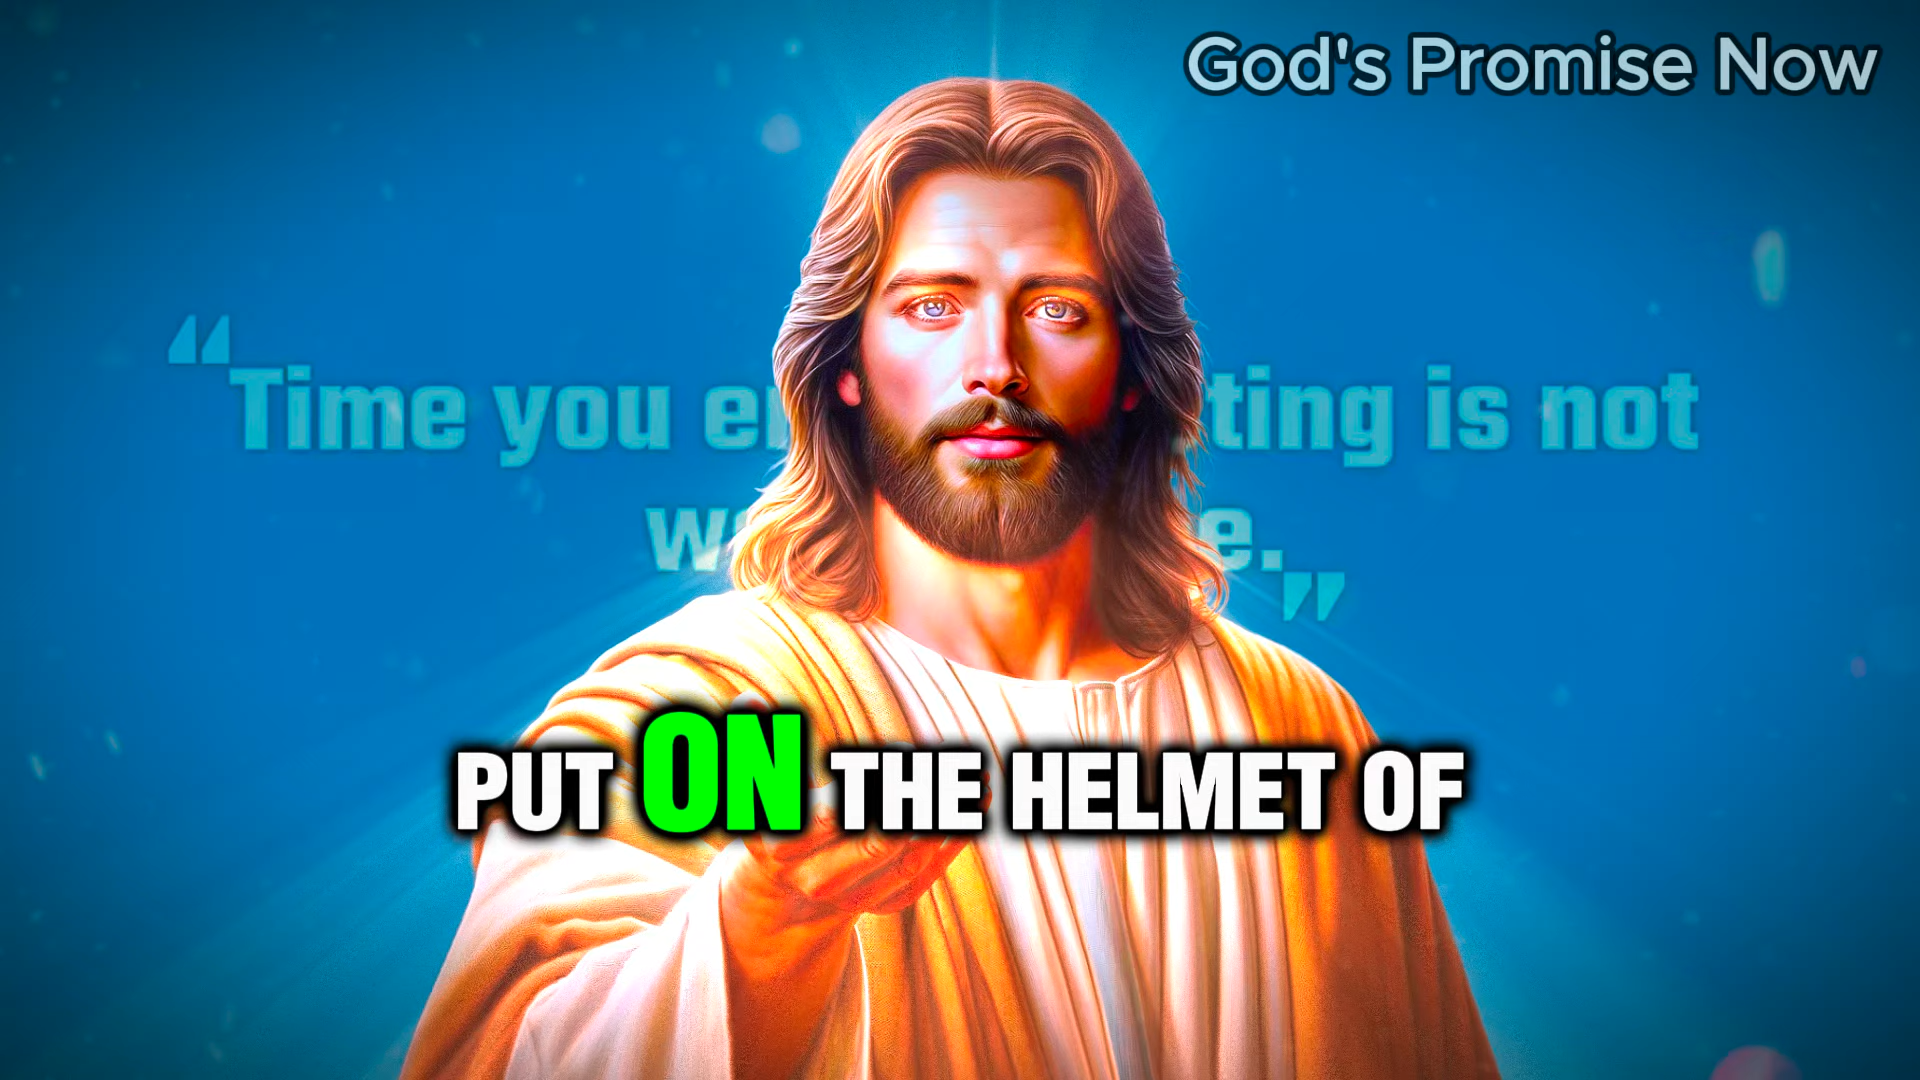 God's Promise Now
“Time you e ting is not
w e.”
PUT ON THE HELMET OF